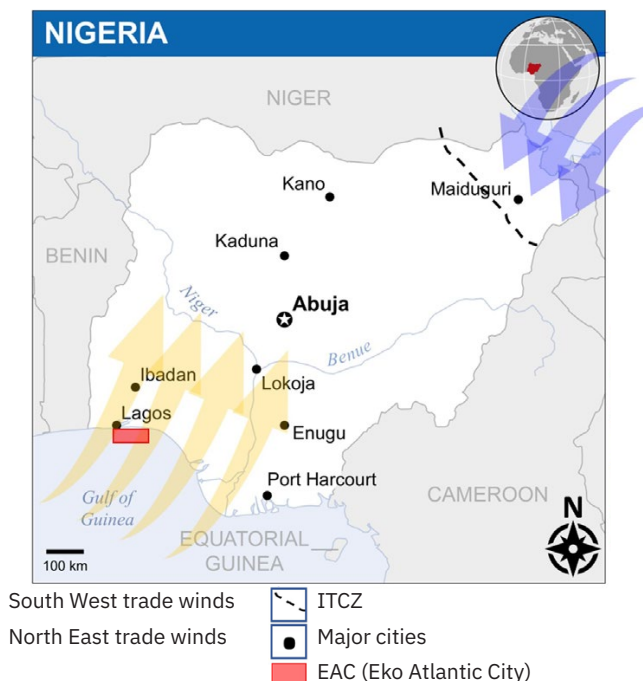 NIGERIA
NIGER
Kano
Maiduguri
Kaduna
BENIN
Niger
Abuja
Benue
Ibadan
Lokoja
Lagos
Enugu
Gulf of
Guinea
Port Harcourt
CAMEROON
EQUATORIAL
GUINEA
N
100 km
South West trade winds
ITCZ
North East trade winds
Major cities
EAC (Eko Atlantic City)